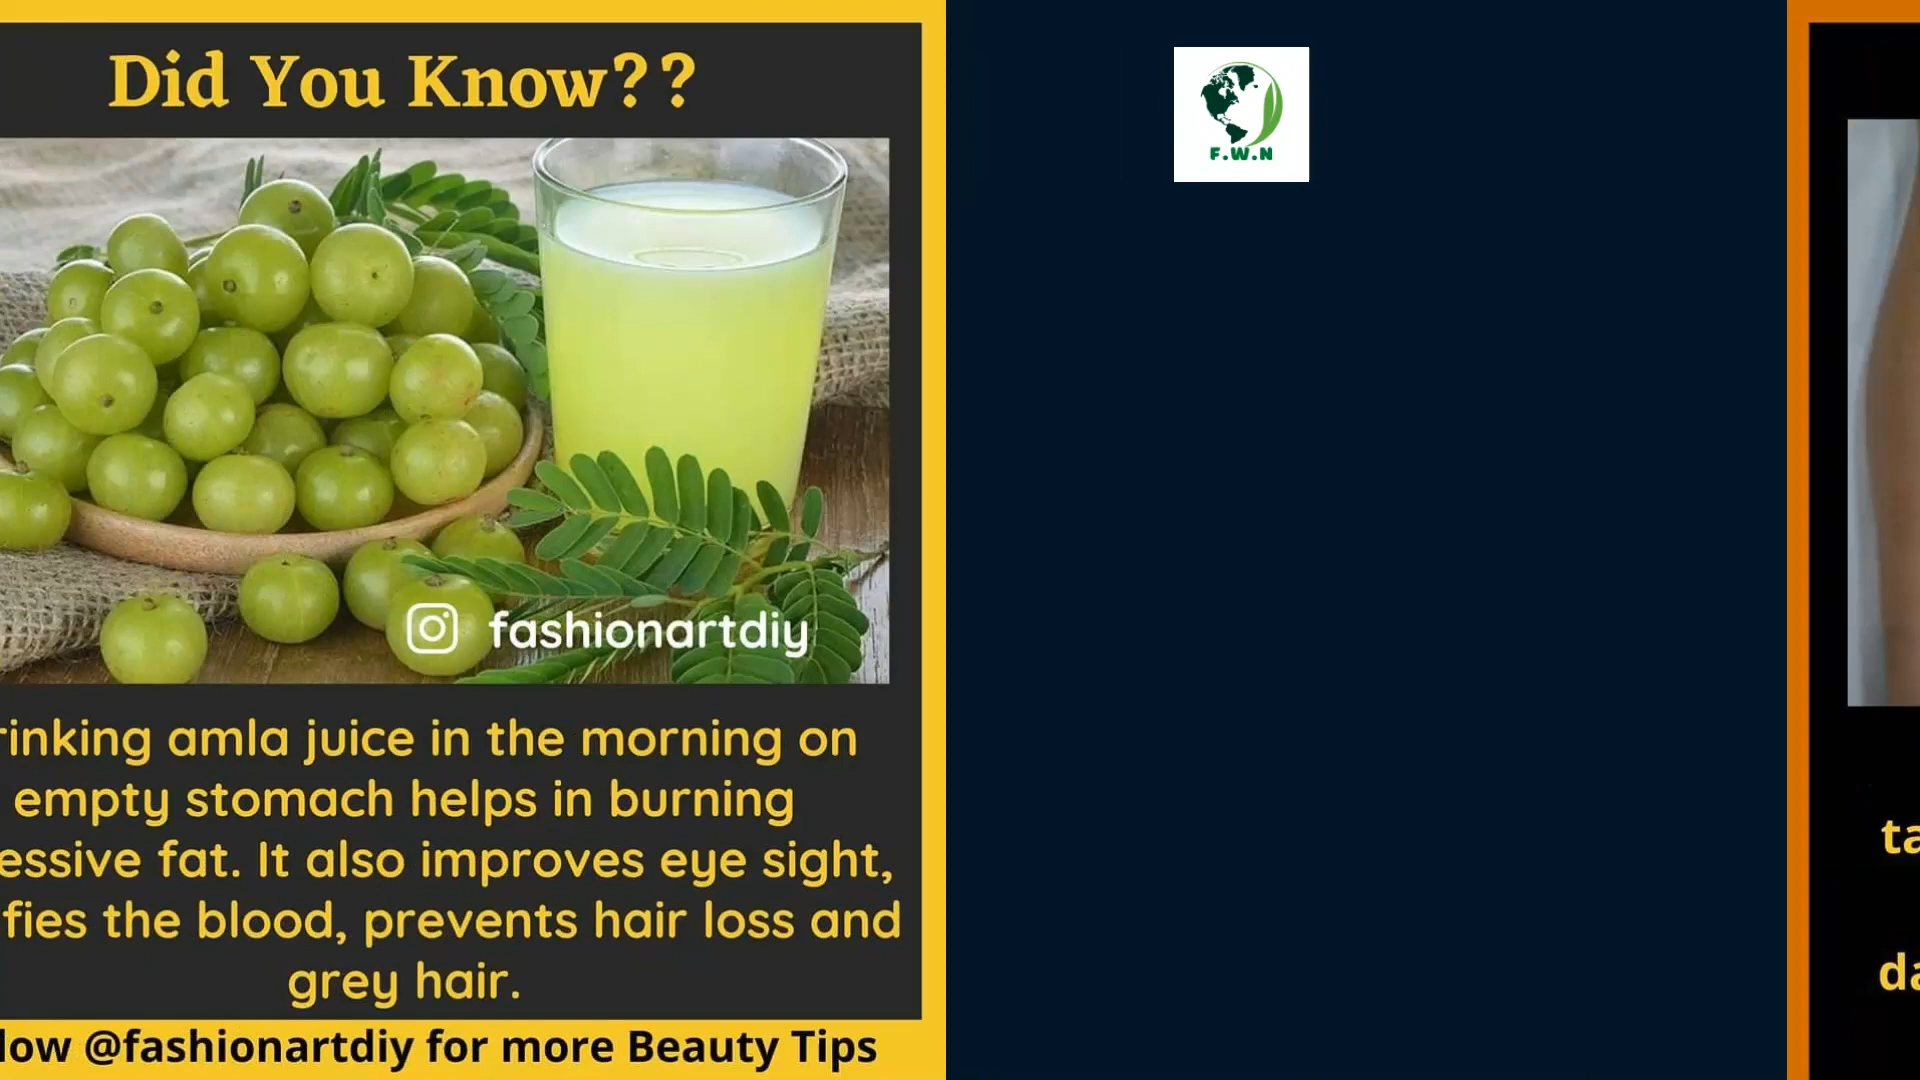 Did You Know??
fashionartdiy
rinking amla juice in the morning on
empty stomach helps in burning
essive fat. It also improves eye sight,
fies the blood, prevents hair loss and
grey hair.
low @fashionartdiy for more Beauty Tips
F.W.N
ta
da